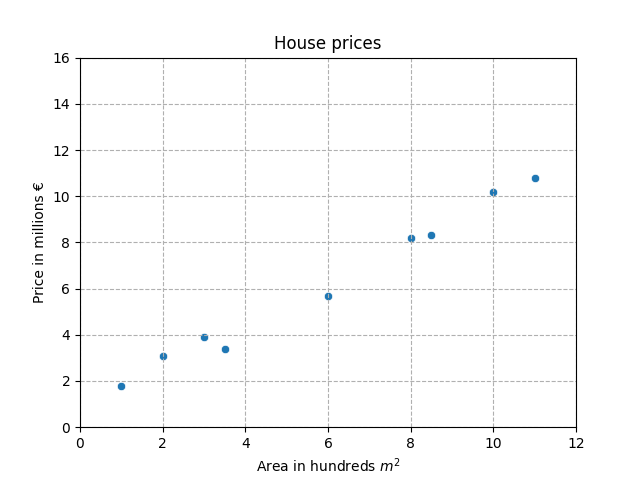 House prices
16
14
12
10
8
6
4
2
0
Price in millions €
0 2 4 6 8 10 12
Area in hundreds m²